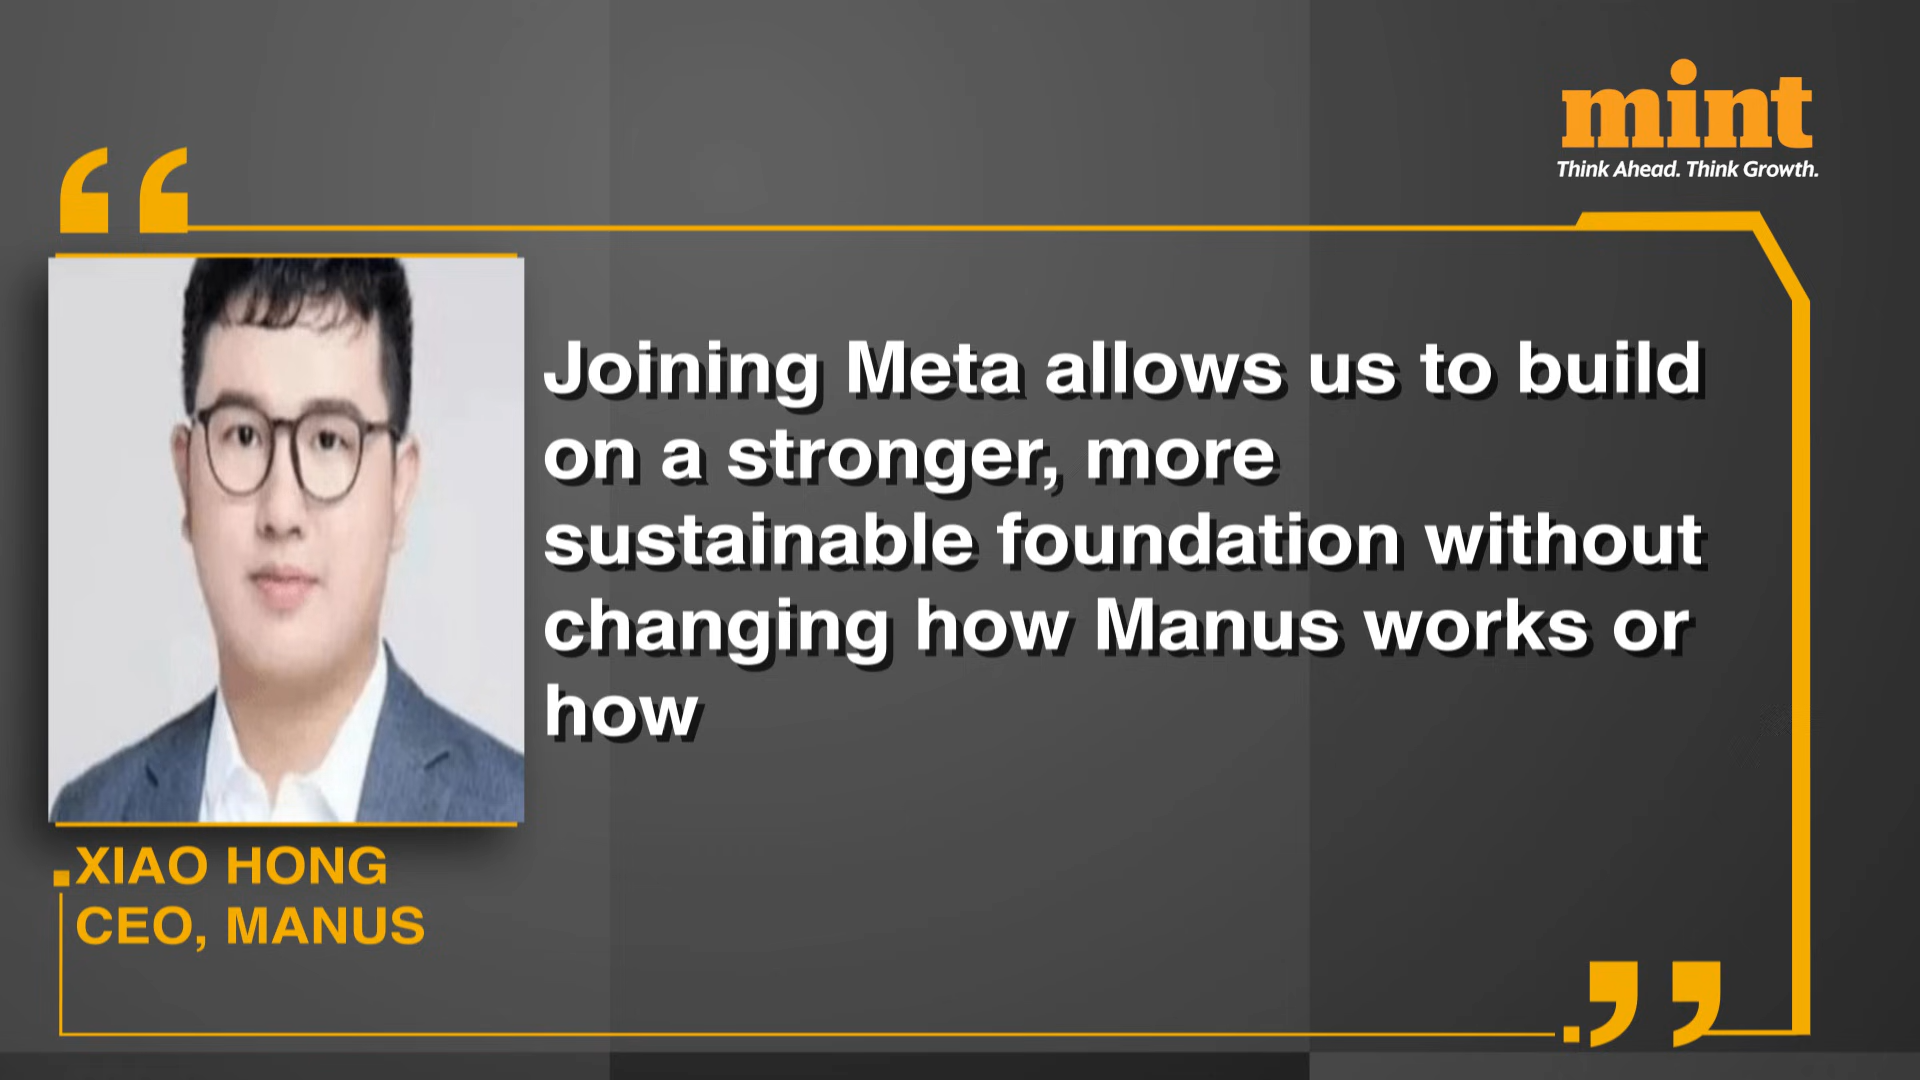 mint
Think Ahead. Think Growth.
Joining Meta allows us to build
on a stronger, more
sustainable foundation without
changing how Manus works or
how
XIAO HONG
CEO, MANUS